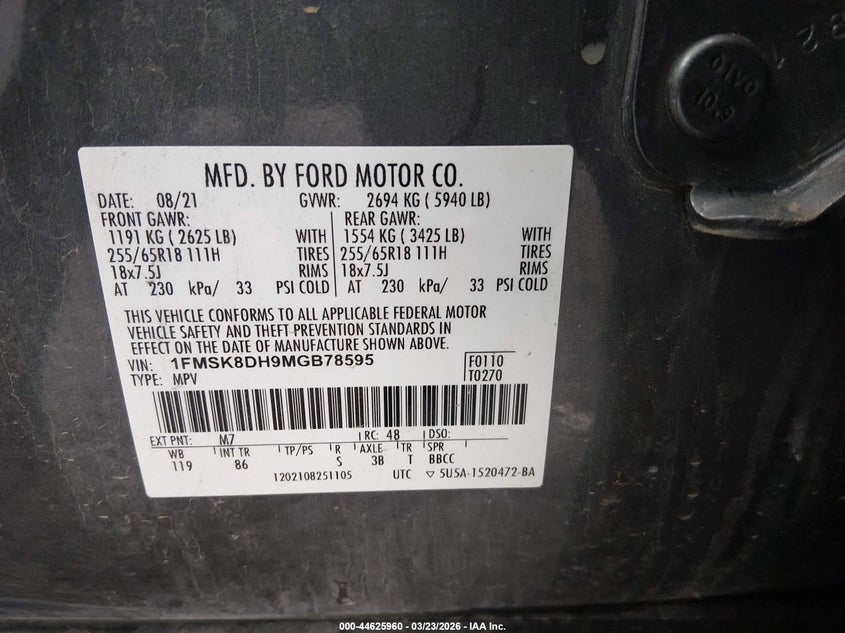 MFD. BY FORD MOTOR CO.
DATE: 08/21 GVWR: 2694 KG ( 5940 LB)
FRONT GAWR: REAR GAWR:
1191 KG ( 2625 LB) WITH 1554 KG ( 3425 LB) WITH
255/65R18 111H TIRES 255/65R18 111H TIRES
18x7.5J RIMS 18x7.5J RIMS
AT 230 kPa/ 33 PSI COLD AT 230 kPa/ 33 PSI COLD
THIS VEHICLE CONFORMS TO ALL APPLICABLE FEDERAL MOTOR
VEHICLE SAFETY AND THEFT PREVENTION STANDARDS IN
EFFECT ON THE DATE OF MANUFACTURE SHOWN ABOVE.
VIN: 1FMSK8DH9MGB78595 F0110
TYPE: MPV T0270
EXT PNT: M7 RC: 48 DSO:
WB INT TR TP/PS R AXLE TR SPR
119 86 S 3B T BBCC
1202108251105 UTC ▽ 5U5A-1520472-BA
10.9
000-44625960 - 03/23/2026 - IAA Inc.